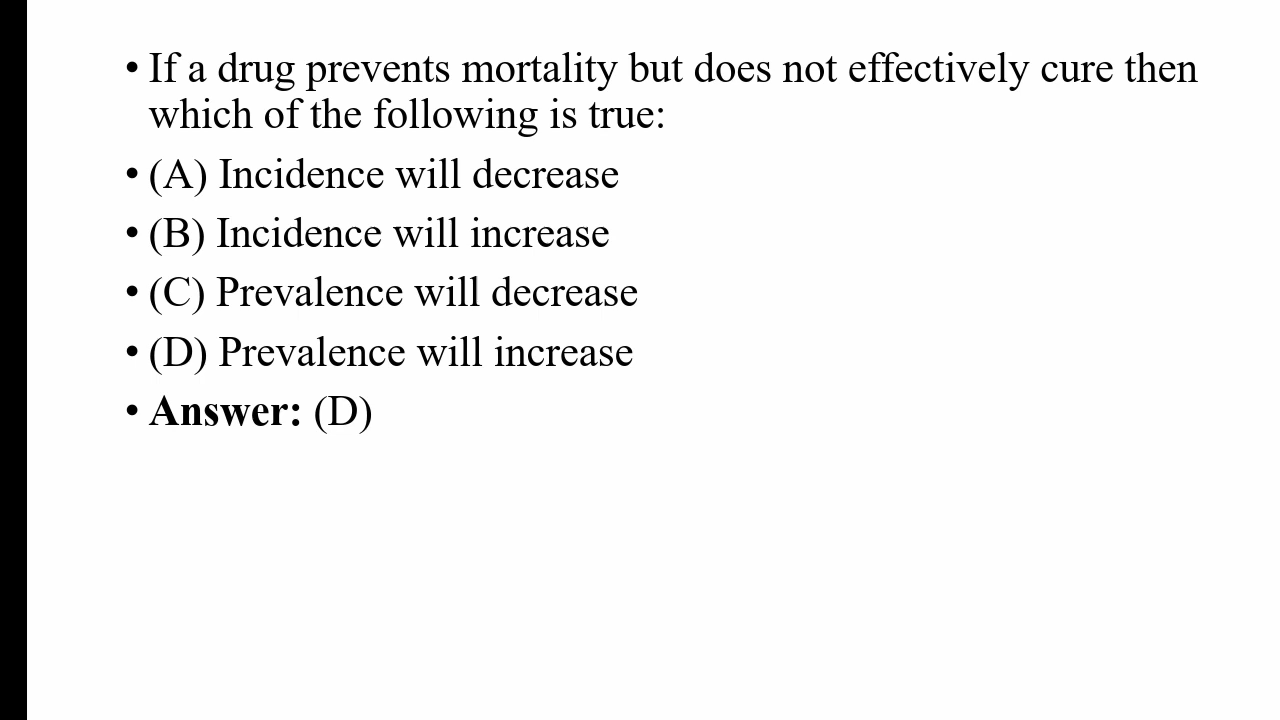 • If a drug prevents mortality but does not effectively cure then
which of the following is true:
• (A) Incidence will decrease
• (B) Incidence will increase
• (C) Prevalence will decrease
• (D) Prevalence will increase
• Answer: (D)